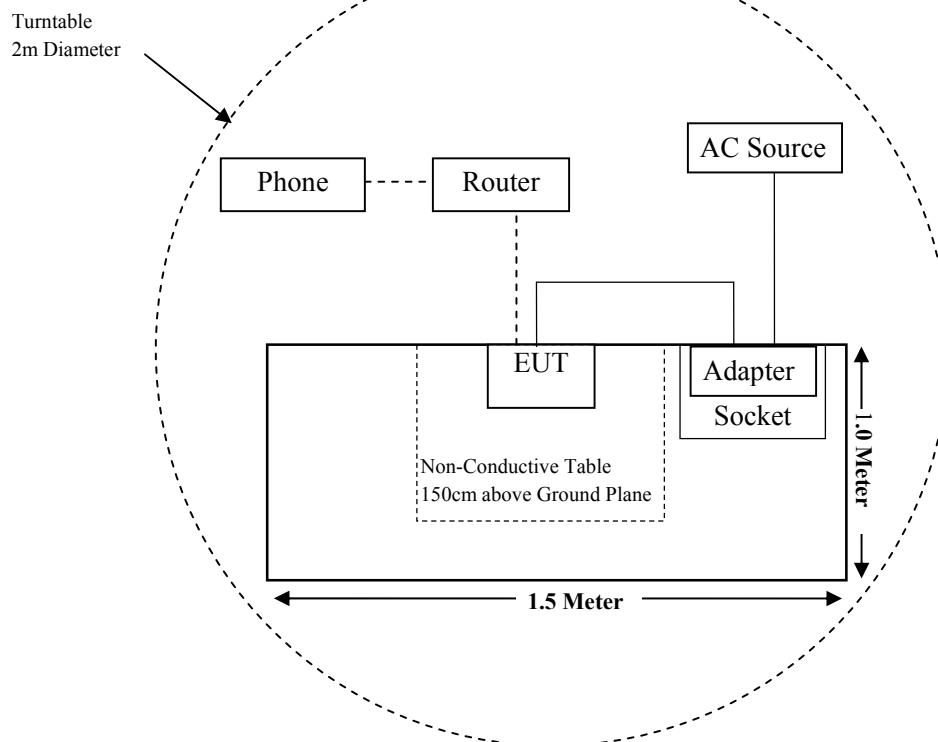 Turntable
2m Diameter
AC Source
Phone
Router
EUT
Adapter
Socket
Non-Conductive Table
150cm above Ground Plane
1.0 Meter
1.5 Meter